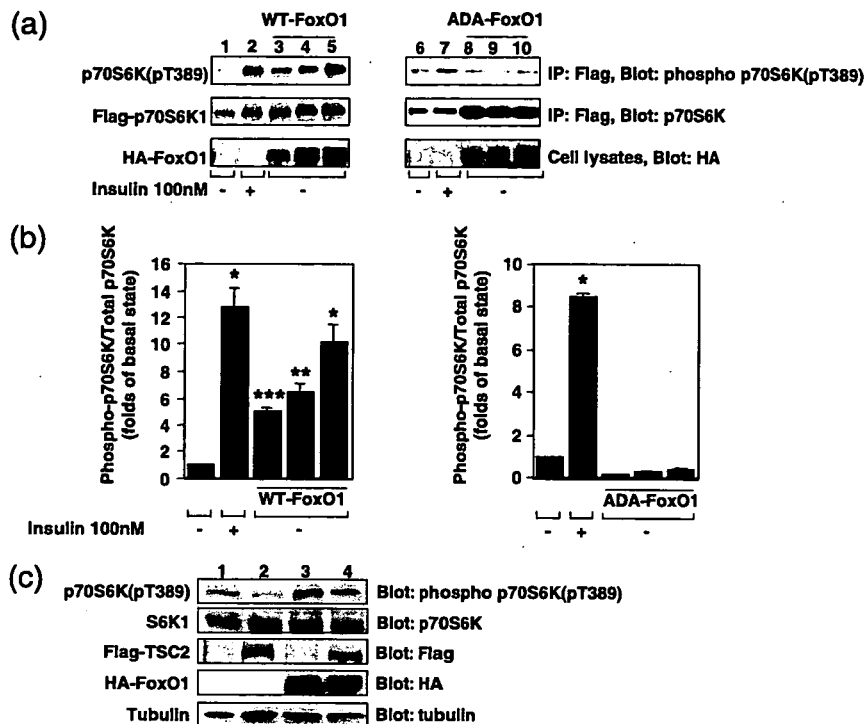 (a)
WT-FoxO1
ADA-FoxO1
1 2 3 4 5
6 7 8 9 10
p70S6K(pT389)
IP: Flag, Blot: phospho p70S6K(pT389)
Flag-p70S6K1
IP: Flag, Blot: p70S6K
HA-FoxO1
Cell lysates, Blot: HA
Insulin 100nM
- + -
- + -
(b)
Phospho-p70S6K/Total p70S6K
(folds of basal state)
16
14
12
10
8
6
4
2
0
*
***
**
*
WT-FoxO1
Insulin 100nM
- + -
Phospho-p70S6K/Total p70S6K
(folds of basal state)
10
8
6
4
2
0
*
ADA-FoxO1
- + -
(c)
1 2 3 4
p70S6K(pT389)
Blot: phospho p70S6K(pT389)
S6K1
Blot: p70S6K
Flag-TSC2
Blot: Flag
HA-FoxO1
Blot: HA
Tubulin
Blot: tubulin